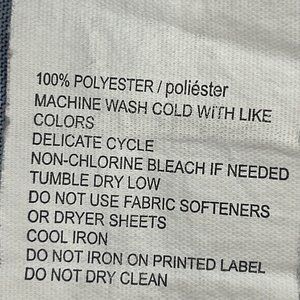 100% POLYESTER / poliéster
MACHINE WASH COLD WITH LIKE
COLORS
DELICATE CYCLE
NON-CHLORINE BLEACH IF NEEDED
TUMBLE DRY LOW
DO NOT USE FABRIC SOFTENERS
OR DRYER SHEETS
COOL IRON
DO NOT IRON ON PRINTED LABEL
DO NOT DRY CLEAN